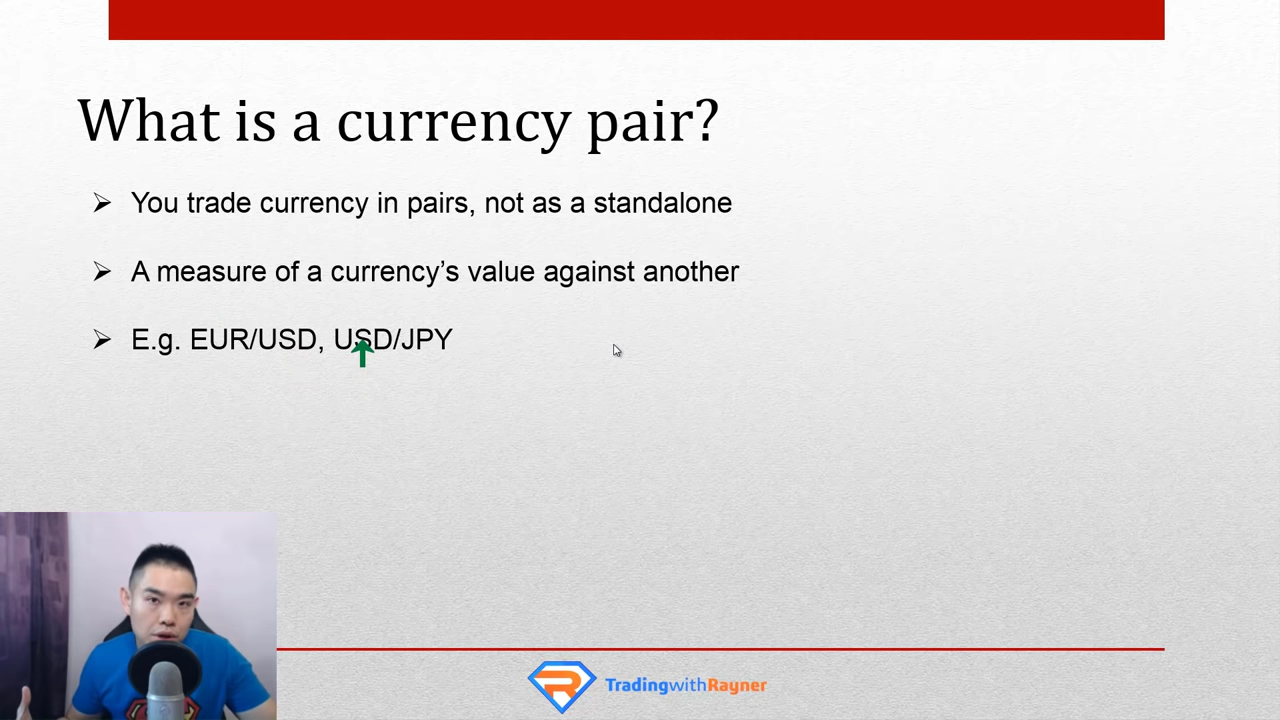 What is a currency pair?
You trade currency in pairs, not as a standalone
A measure of a currency’s value against another
E.g. EUR/USD, USD/JPY
TradingwithRayner